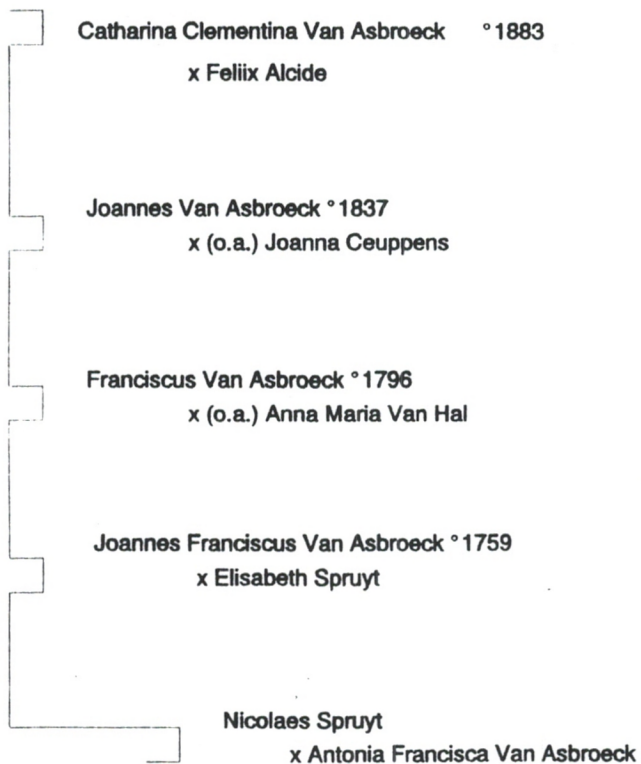 Catharina Clementina Van Asbroeck °1883
x Feliix Alcide
Joannes Van Asbroeck °1837
x (o.a.) Joanna Ceuppens
Franciscus Van Asbroeck °1796
x (o.a.) Anna Maria Van Hal
Joannes Franciscus Van Asbroeck °1759
x Elisabeth Spruyt
Nicolaes Spruyt
x Antonia Francisca Van Asbroeck